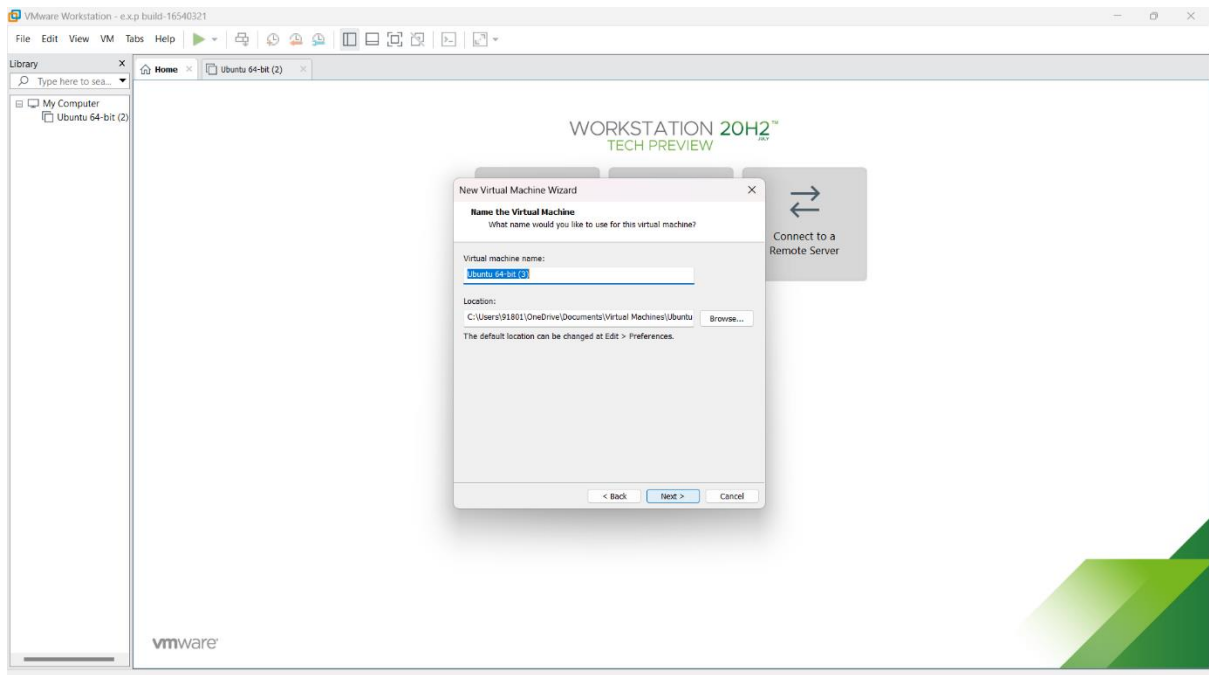 VMware Workstation - e.x.p build-16540321
File Edit View VM Tabs Help
Library X
Home × Ubuntu 64-bit (2) ×
Type here to sea...
My Computer
Ubuntu 64-bit (2)
WORKSTATION 20H2™
JULY
TECH PREVIEW
New Virtual Machine Wizard
Name the Virtual Machine
What name would you like to use for this virtual machine?
Virtual machine name:
Ubuntu 64-bit (3)
Location:
C:\Users\91801\OneDrive\Documents\Virtual Machines\Ubuntu
Browse...
The default location can be changed at Edit > Preferences.
< Back Next > Cancel
Connect to a
Remote Server
vmware